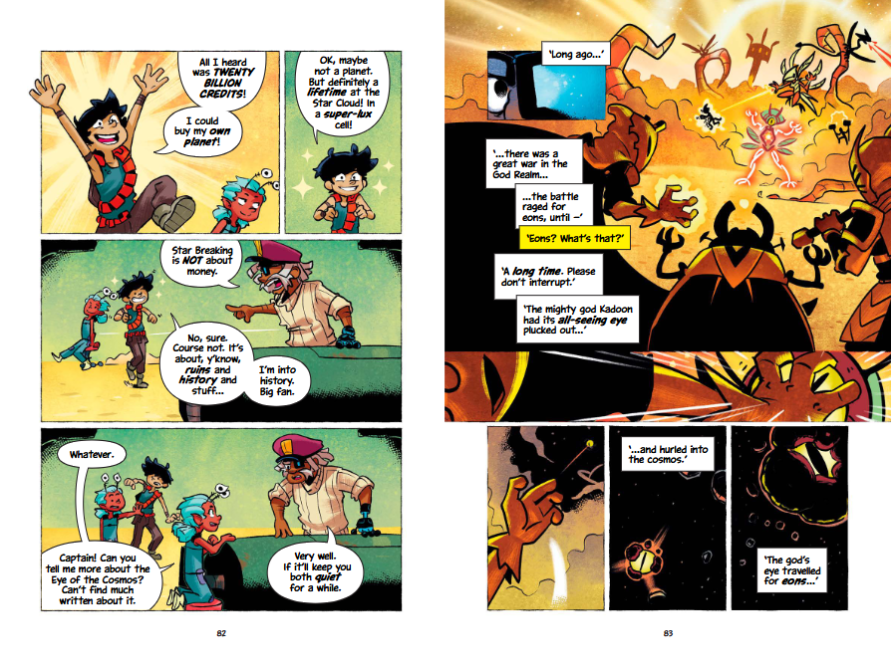 All I heard
was TWENTY
BILLION
CREDITS!
I could
buy my own
planet!
OK, maybe
not a planet.
But definitely a
lifetime at the
Star Cloud! In
a super-lux
cell!
Star Breaking
is NOT about
money.
No, sure.
Course not. It's
about, y'know,
ruins and
history and
stuff...
I'm into
history.
Big fan.
Whatever.
Captain! Can you
tell me more about the
Eye of the Cosmos?
Can't find much
written about it.
Very well.
If it'll keep you
both quiet
for a while.
82
'Long ago...'
'...there was a
great war in the
God Realm...
...the battle
raged for
eons, until –'
'Eons? What's that?'
'A long time. Please
don't interrupt.'
'The mighty god Kadoon
had its all-seeing eye
plucked out...'
'...and hurled into
the cosmos.'
'The god's
eye travelled
for eons...'
83